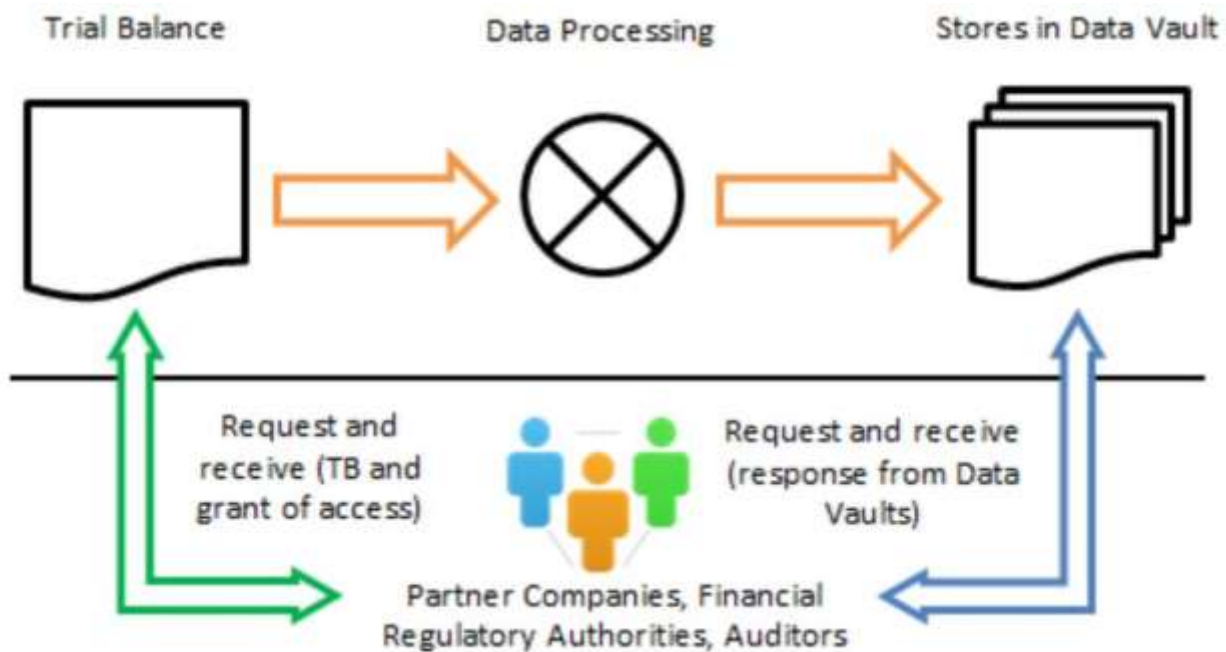 Trial Balance
Data Processing
Stores in Data Vault
Request and
receive (TB and
grant of access)
Request and receive
(response from Data
Vaults)
Partner Companies, Financial
Regulatory Authorities, Auditors